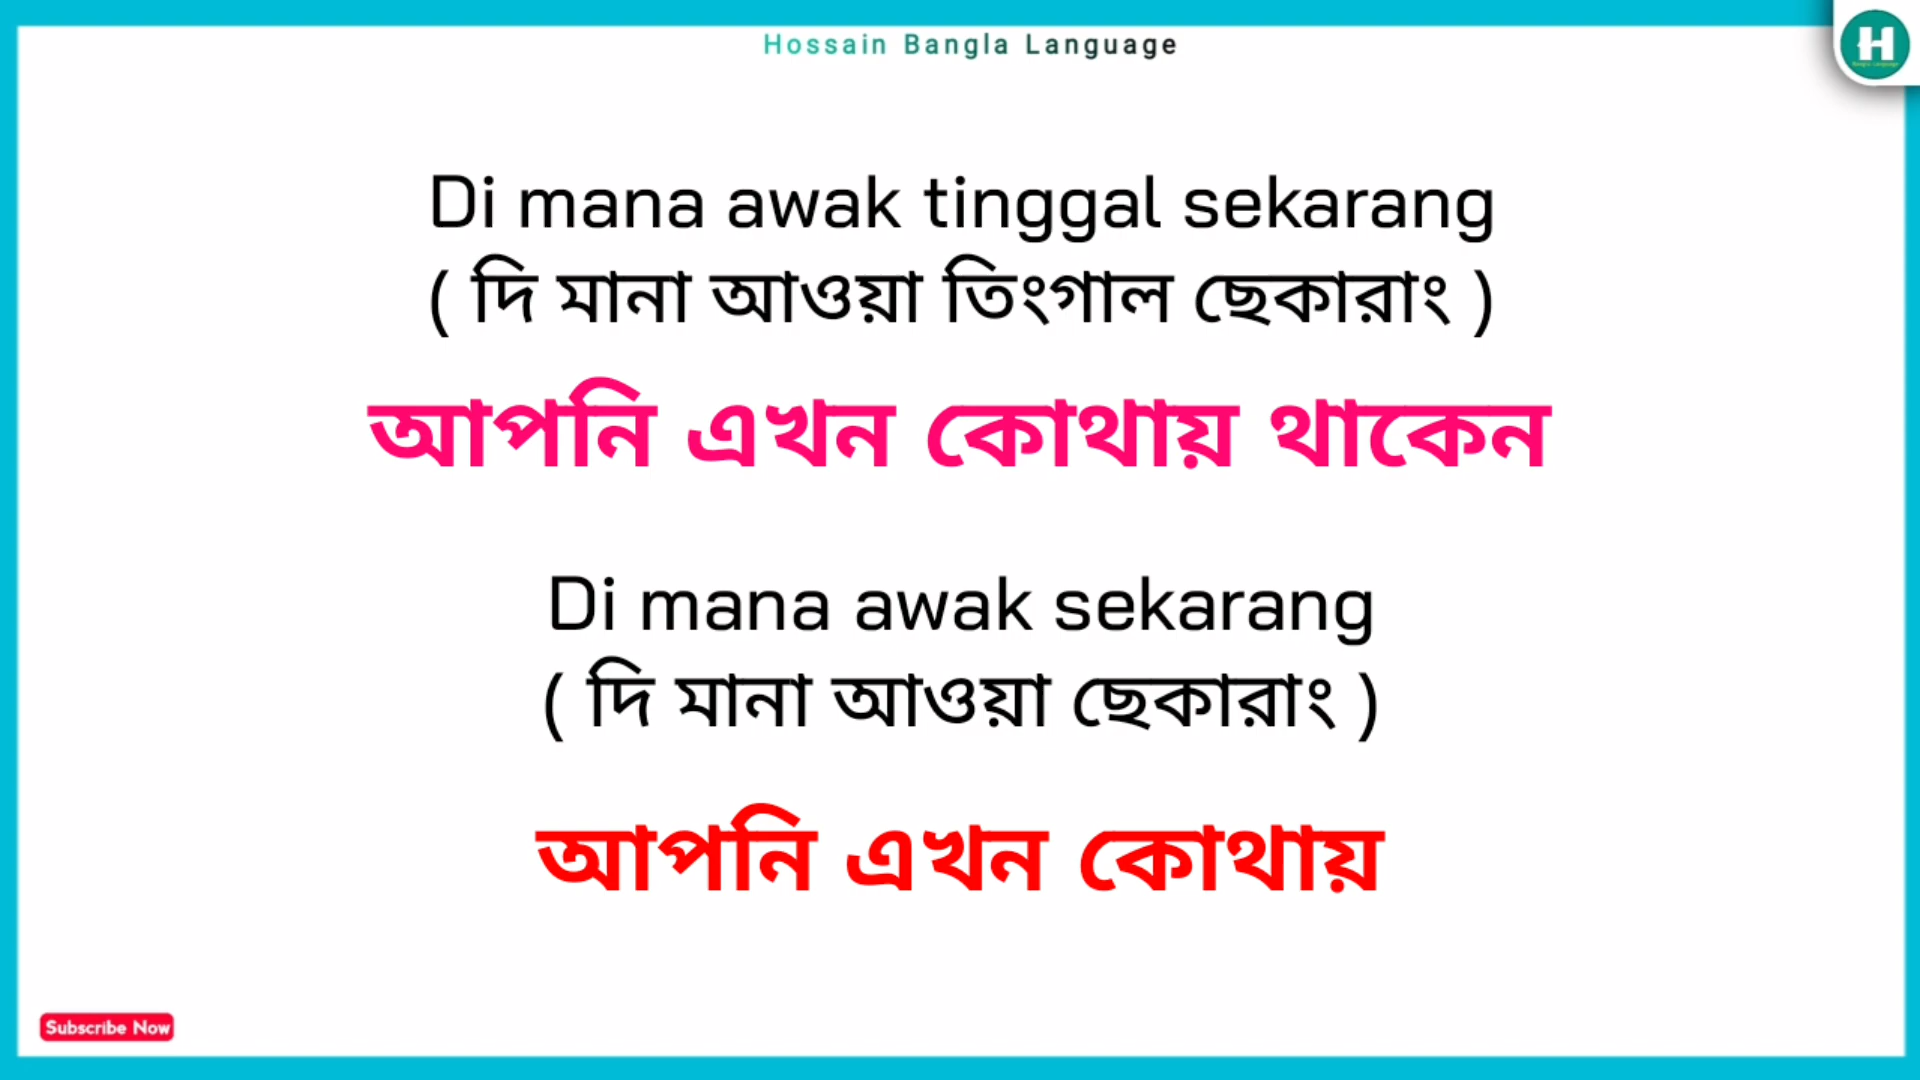 Hossain Bangla Language
H
Di mana awak tinggal sekarang
( দি মানা আওয়া তিংগাল ছেকারাং )
আপনি এখন কোথায় থাকেন
Di mana awak sekarang
( দি মানা আওয়া ছেকারাং )
আপনি এখন কোথায়
Subscribe Now